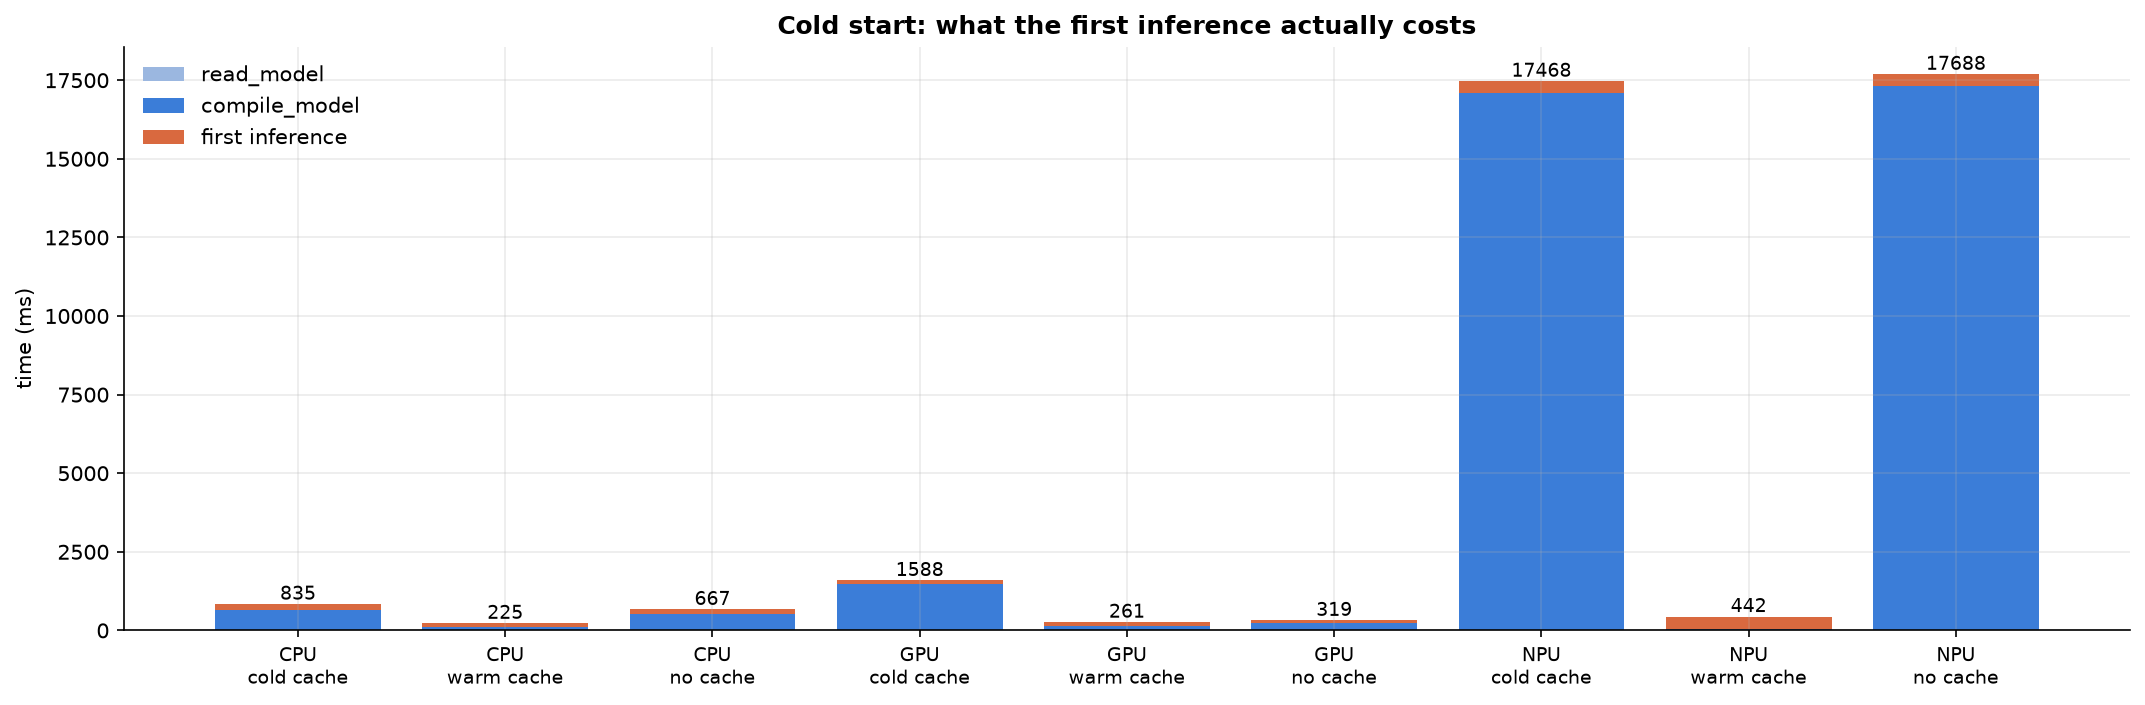 Cold start: what the first inference actually costs
read_model
compile_model
first inference
time (ms)
17500
15000
12500
10000
7500
5000
2500
0
835
225
667
1588
261
319
17468
442
17688
CPU
cold cache
CPU
warm cache
CPU
no cache
GPU
cold cache
GPU
warm cache
GPU
no cache
NPU
cold cache
NPU
warm cache
NPU
no cache